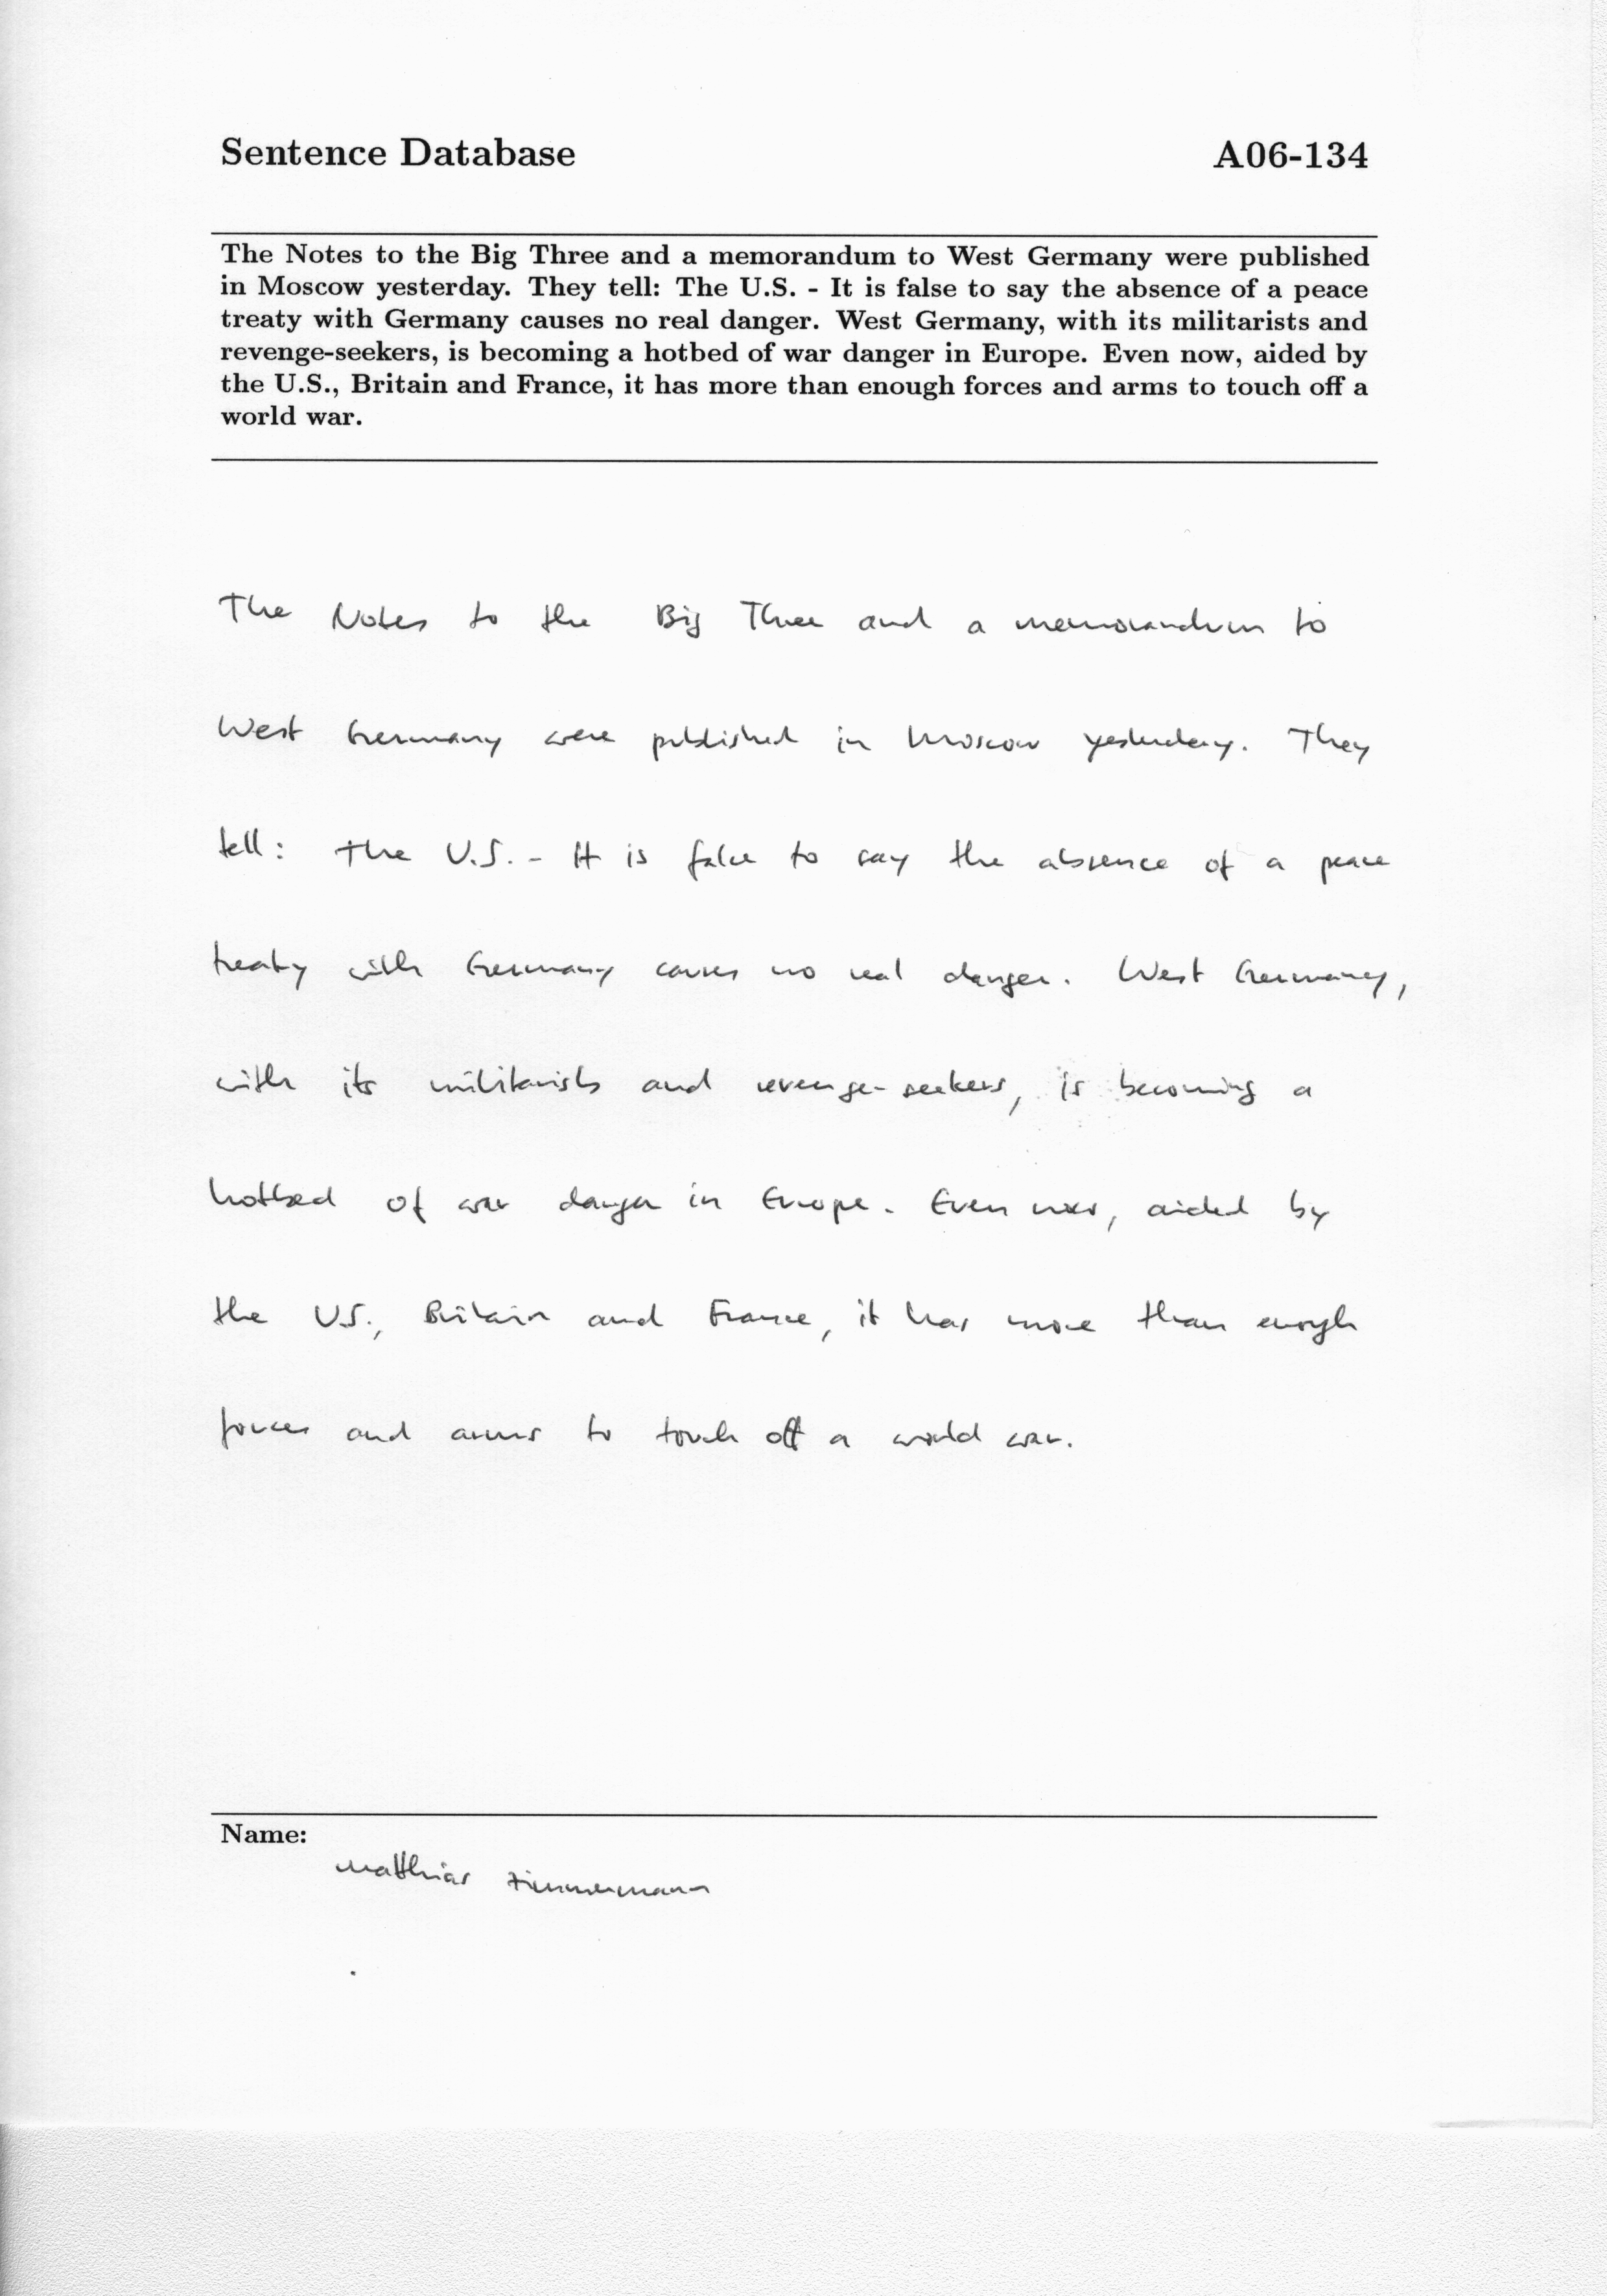 Sentence Database A06-134
The Notes to the Big Three and a memorandum to West Germany were published
in Moscow yesterday. They tell: The U.S. - It is false to say the absence of a peace
treaty with Germany causes no real danger. West Germany, with its militarists and
revenge-seekers, is becoming a hotbed of war danger in Europe. Even now, aided by
the U.S., Britain and France, it has more than enough forces and arms to touch off a
world war.
The Notes to the Big Three and a memorandum to
West Germany were published in Moscow yesterday. They
tell: The U.S. - It is false to say the absence of a peace
treaty with Germany causes no real danger. West Germany,
with its militarists and revenge-seekers, is becoming a
hotbed of war danger in Europe. Even now, aided by
the U.S., Britain and France, it has more than enough
forces and arms to touch off a world war.
Name:
Matthias Zimmermann